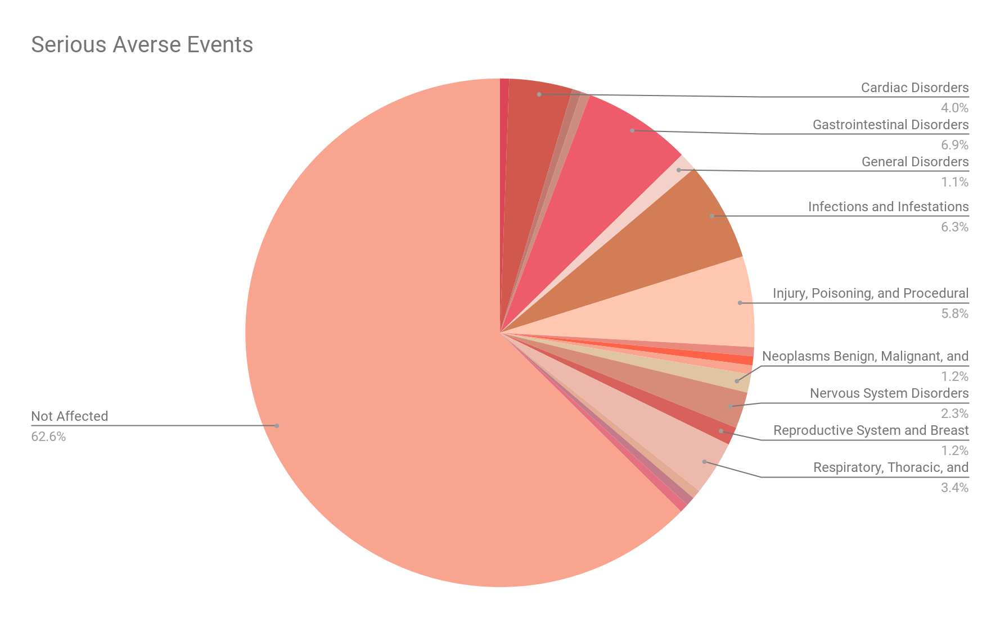 Serious Averse Events
Cardiac Disorders
4.0%
Gastrointestinal Disorders
6.9%
General Disorders
1.1%
Infections and Infestations
6.3%
Injury, Poisoning, and Procedural
5.8%
Neoplasms Benign, Malignant, and
1.2%
Nervous System Disorders
2.3%
Reproductive System and Breast
1.2%
Respiratory, Thoracic, and
3.4%
Not Affected
62.6%